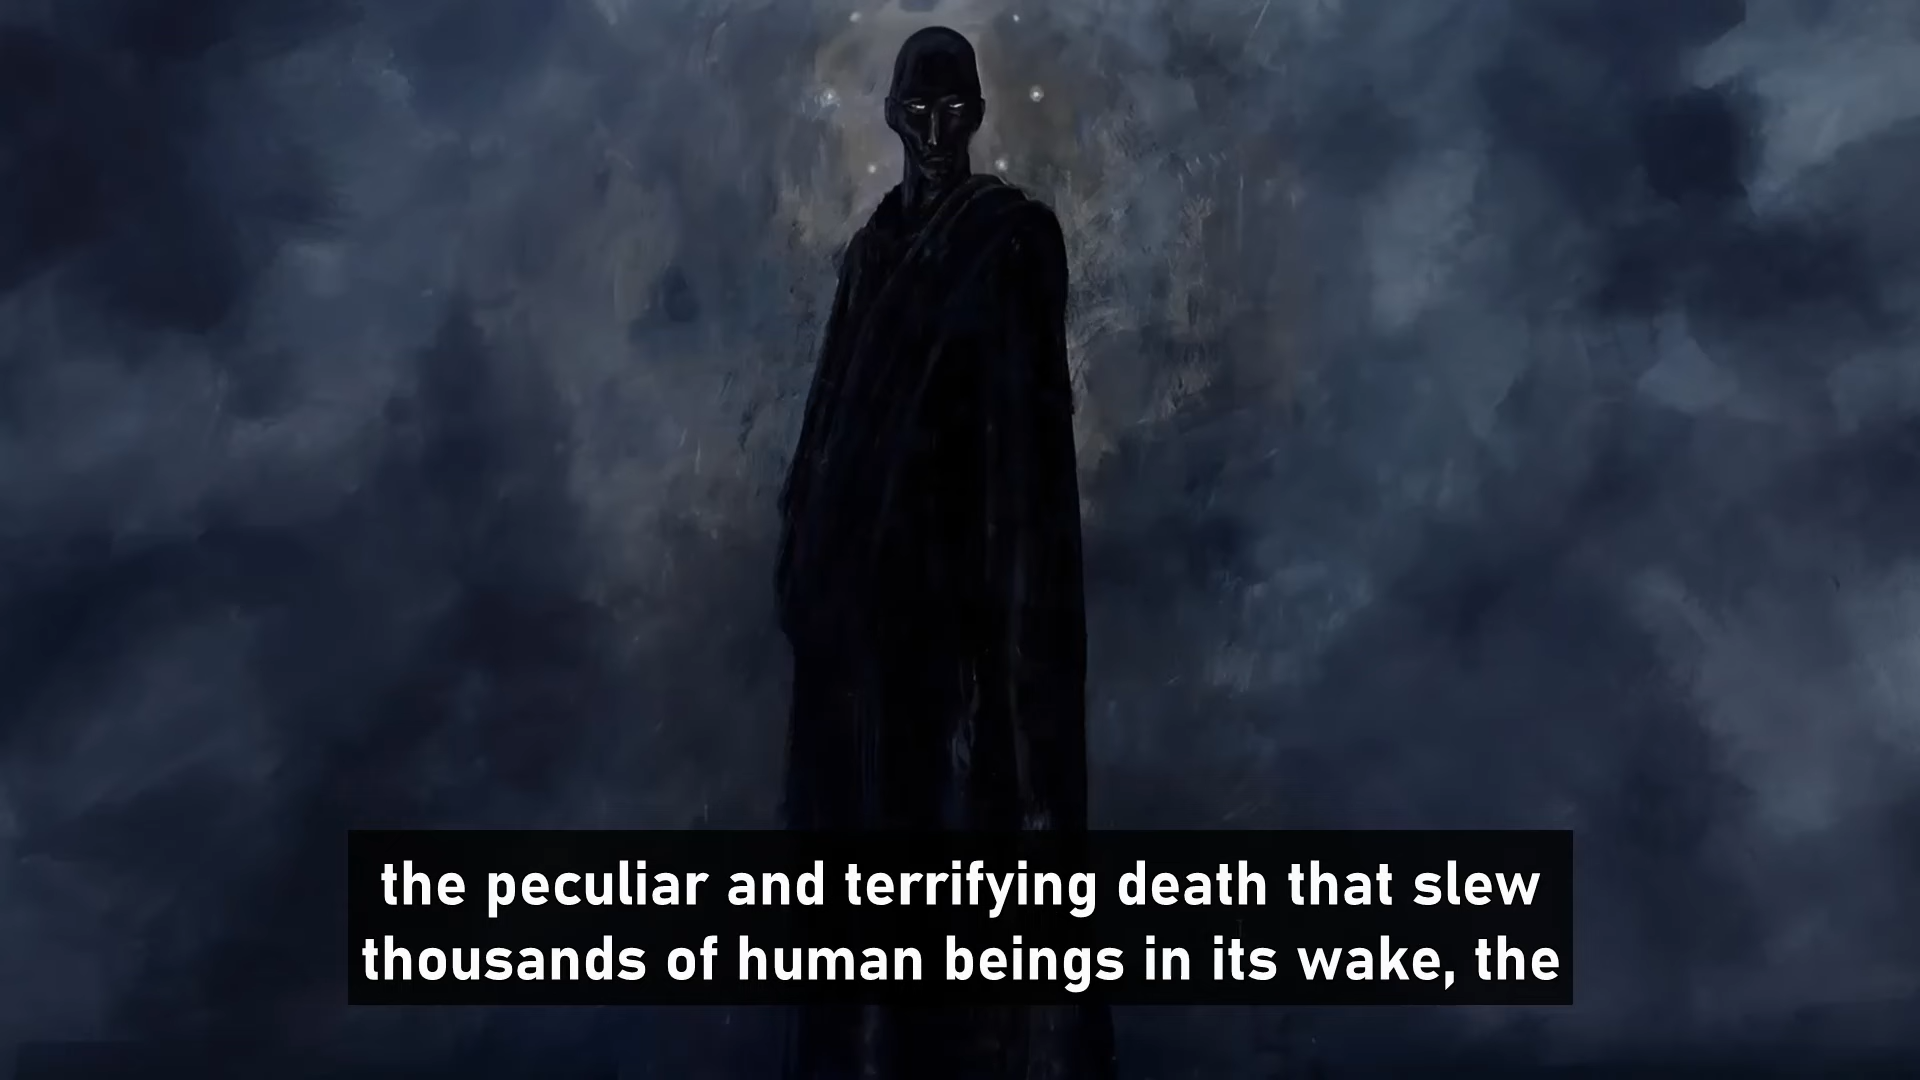 the peculiar and terrifying death that slew
thousands of human beings in its wake, the